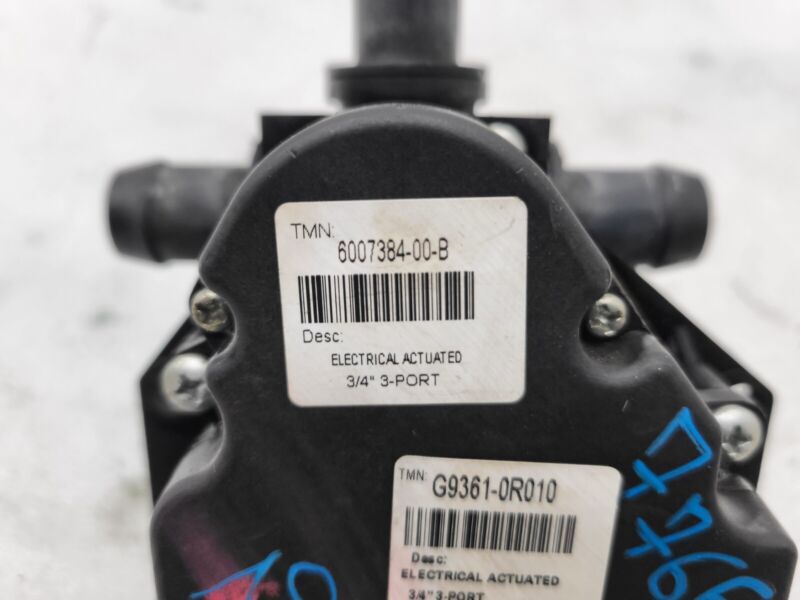 TMN:
6007384-00-B
Desc:
ELECTRICAL ACTUATED
3/4" 3-PORT
TMN:
G9361-0R010
Desc:
ELECTRICAL ACTUATED
3/4" 3-PORT